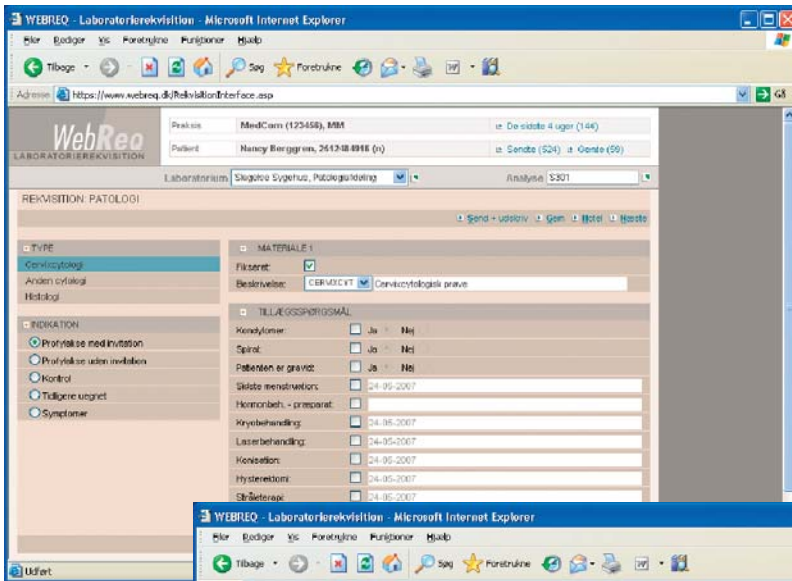 WEBREQ - Laboratorierekvisition - Microsoft Internet Explorer
Filer Rediger Vis Foretrukne Funktioner Hjælp
Tilbage Søg Foretrukne
Adresse https://www.webreq.dk/RekvisitionInterface.asp Gå
WebReq
LABORATORIEREKVISITION
Praksis MedCom (123456), MM De sidste 4 uger (144)
Patient Nancy Berggren, 2512484916 (n) Sendte (524) Gemte (59)
Laboratorium Slagelse Sygehus, Patologiafdeling Analyse S301
REKVISITION: PATOLOGI
Send + udskriv Gem Hotel Næste
TYPE
Cervixcytologi
Anden cytologi
Histologi
INDIKATION
Profylakse med invitation
Profylakse uden invitation
Kontrol
Tidligere uegnet
Symptomer
MATERIALE 1
Fikseret:
Beskrivelse: CERVIXCYT Cervixcytologisk prøve
TILLÆGSSPØRGSMÅL
Kondylomer: Ja Nej
Spiral: Ja Nej
Patienten er gravid: Ja Nej
Sidste menstruation: 24-05-2007
Hormonbeh. - præparat:
Kryobehandling: 24-05-2007
Laserbehandling: 24-05-2007
Konisation: 24-05-2007
Hysterektomi: 24-05-2007
Stråleterapi: 24-05-2007
Udført
WEBREQ - Laboratorierekvisition - Microsoft Internet Explorer
Filer Rediger Vis Foretrukne Funktioner Hjælp
Tilbage Søg Foretrukne